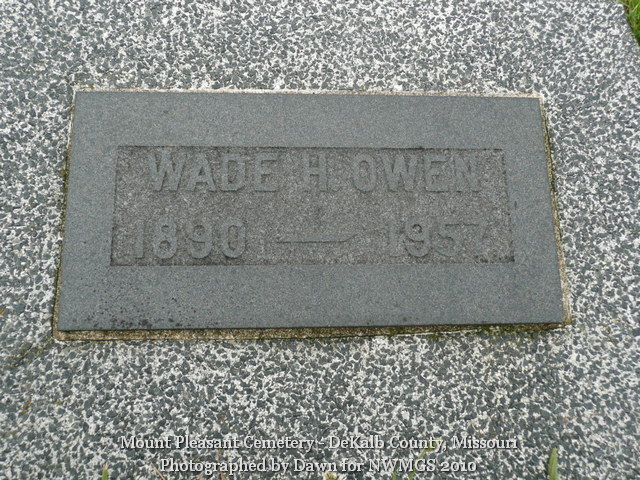 WADE H OWEN
1890 — 1957
Mount Pleasant Cemetery - DeKalb County, Missouri
Photographed by Dawn for NWMGS 2010